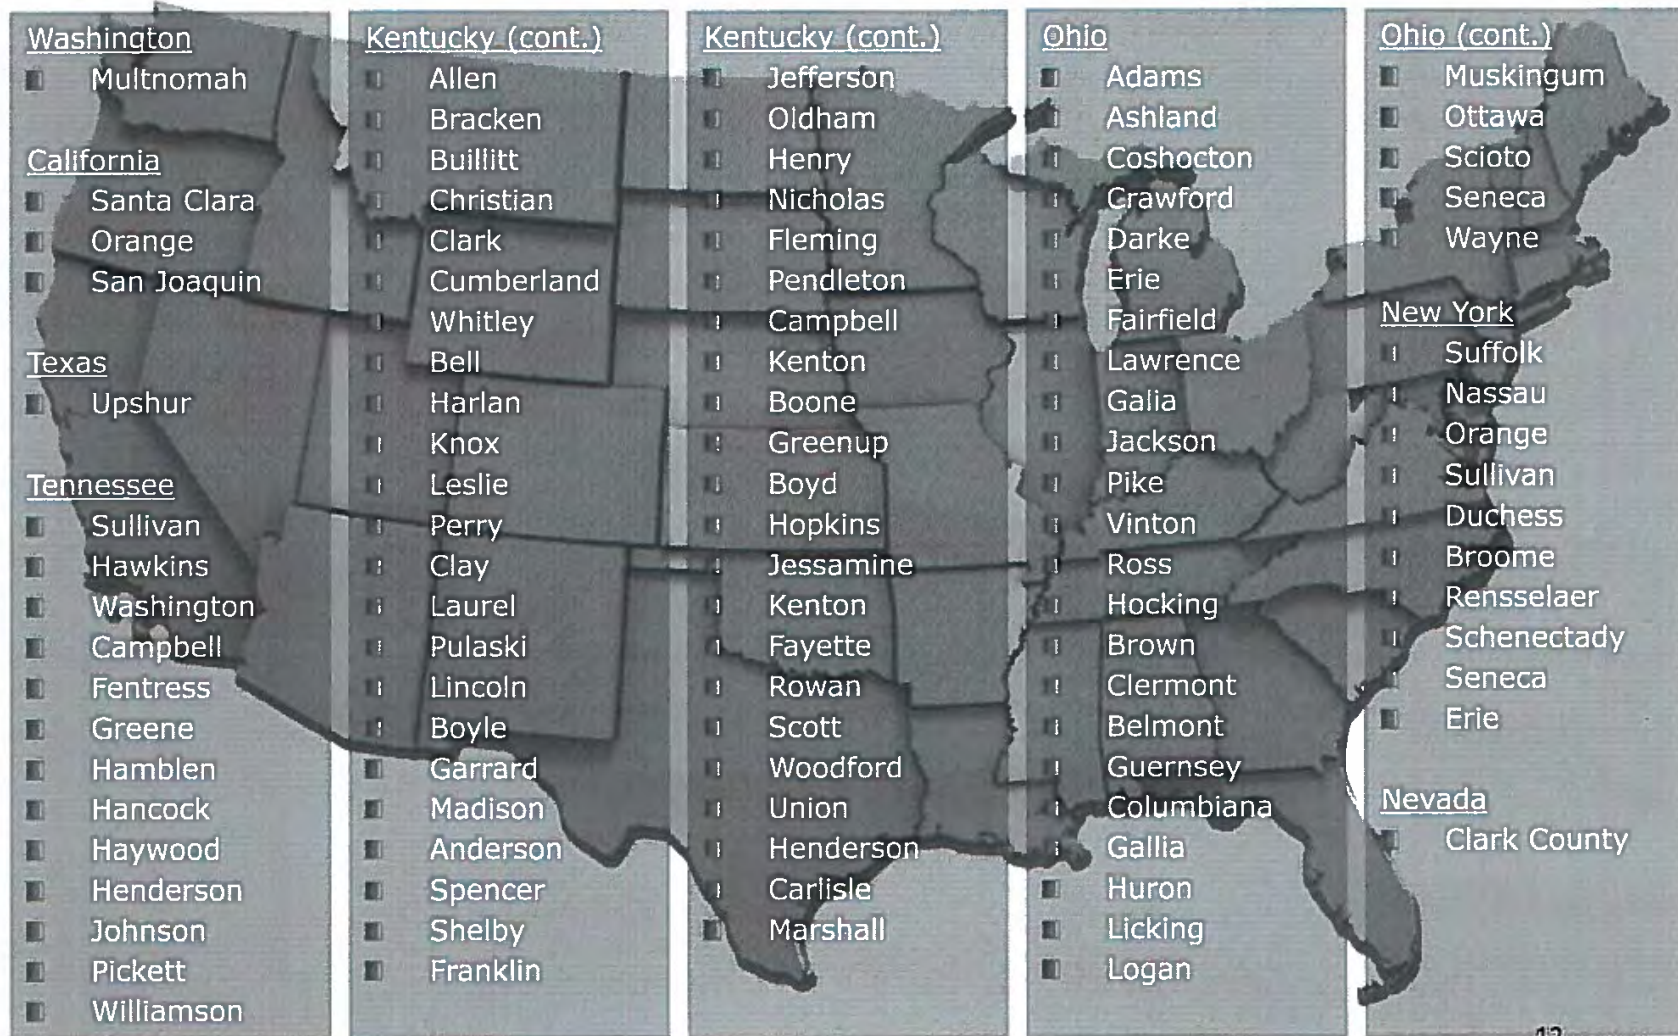 Washington
Multnomah
California
Santa Clara
Orange
San Joaquin
Texas
Upshur
Tennessee
Sullivan
Hawkins
Washington
Campbell
Fentress
Greene
Hamblen
Hancock
Haywood
Henderson
Johnson
Pickett
Williamson
Kentucky (cont.)
Allen
Bracken
Buillitt
Christian
Clark
Cumberland
Whitley
Bell
Harlan
Knox
Leslie
Perry
Clay
Laurel
Pulaski
Lincoln
Boyle
Garrard
Madison
Anderson
Spencer
Shelby
Franklin
Kentucky (cont.)
Jefferson
Oldham
Henry
Nicholas
Fleming
Pendleton
Campbell
Kenton
Boone
Greenup
Boyd
Hopkins
Jessamine
Kenton
Fayette
Rowan
Scott
Woodford
Union
Henderson
Carlisle
Marshall
Ohio
Adams
Ashland
Coshocton
Crawford
Darke
Erie
Fairfield
Lawrence
Galia
Jackson
Pike
Vinton
Ross
Hocking
Brown
Clermont
Belmont
Guernsey
Columbiana
Gallia
Huron
Licking
Logan
Ohio (cont.)
Muskingum
Ottawa
Scioto
Seneca
Wayne
New York
Suffolk
Nassau
Orange
Sullivan
Duchess
Broome
Rensselaer
Schenectady
Seneca
Erie
Nevada
Clark County